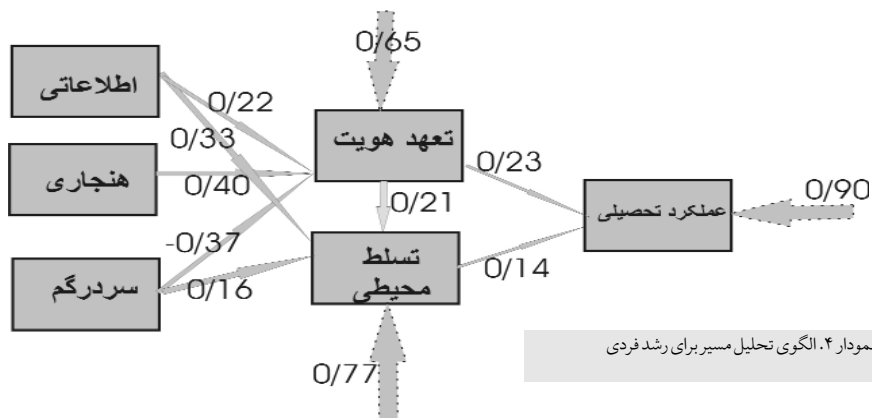 0/65
اطلاعاتی
0/22
تعهد هویت
0/33
0/23
هنجاری
0/40
0/90
0/21
عملکرد تحصیلی
-0/37
تسلط
محیطی
0/14
سردرگم
0/16
نمودار ۴. الگوی تحلیل مسیر برای رشد فردی
0/77